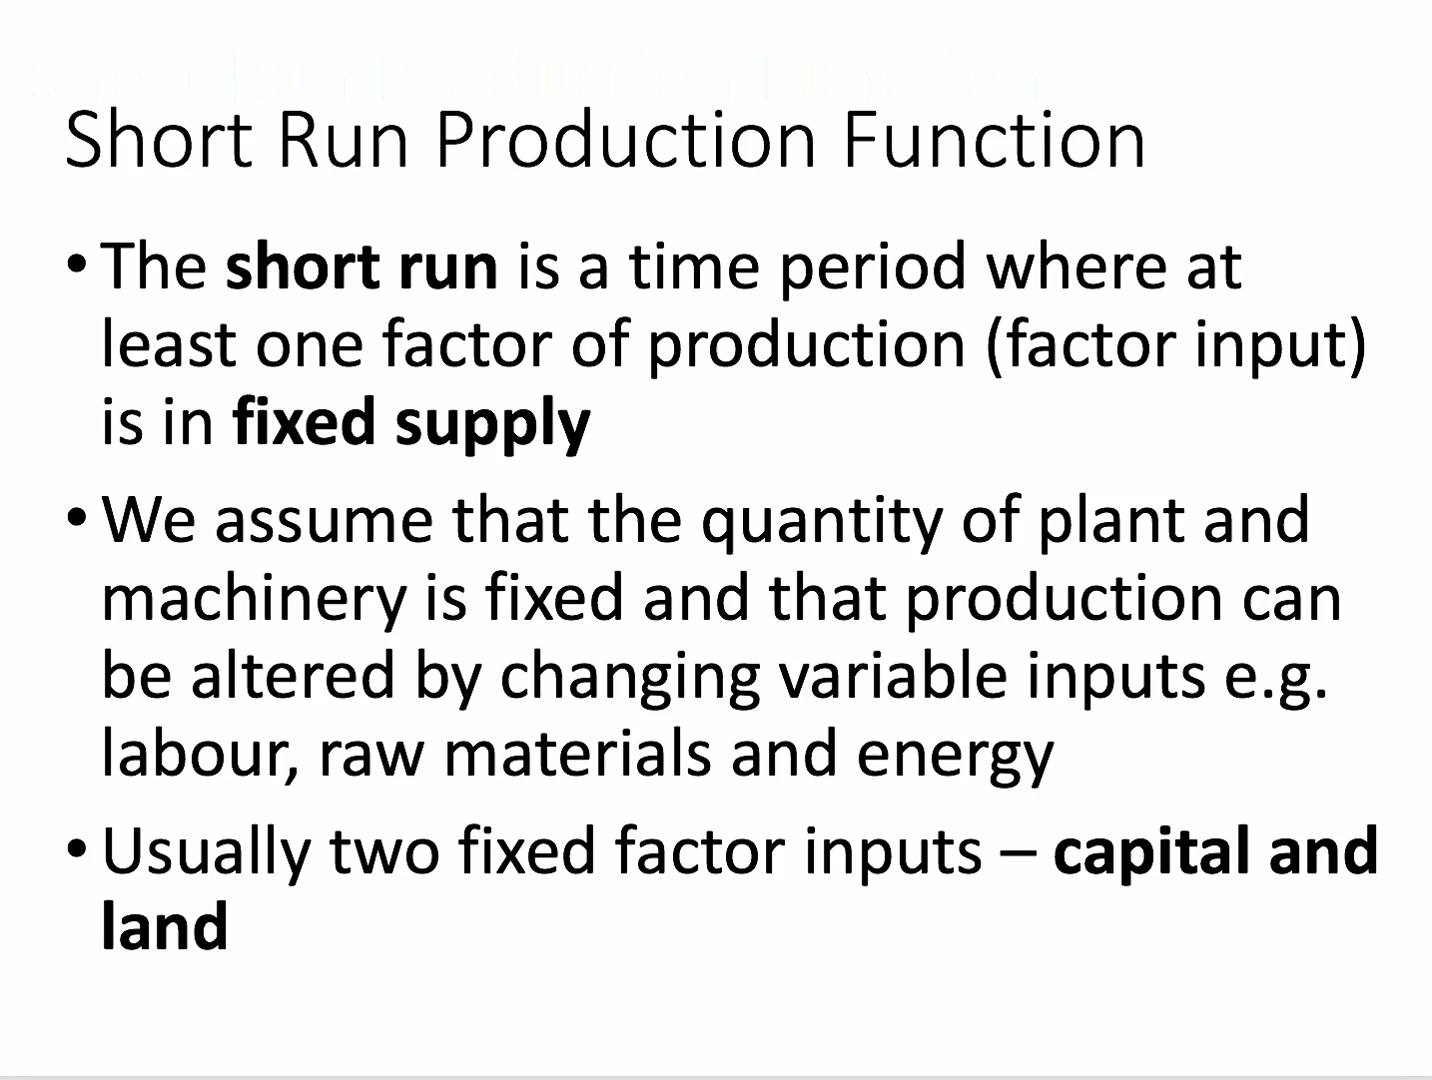 Short Run Production Function
• The short run is a time period where at
least one factor of production (factor input)
is in fixed supply
• We assume that the quantity of plant and
machinery is fixed and that production can
be altered by changing variable inputs e.g.
labour, raw materials and energy
• Usually two fixed factor inputs – capital and
land